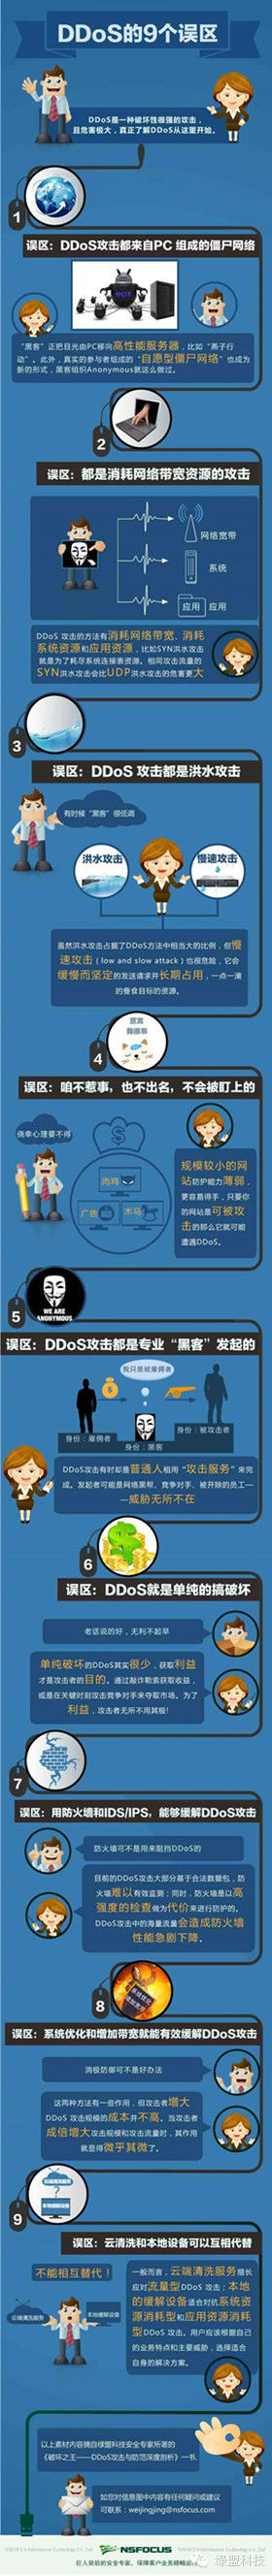 DDoS的9个误区
DDoS是一种破坏性很强的攻击，
且危害极大，真正了解DDoS从这里开始。
1
误区：DDoS攻击都来自PC 组成的僵尸网络
“黑客”正把目光由PC移向高性能服务器，比如“燕子行
动”。此外，真实的参与者组成的“自愿型僵尸网络”也成为
新的形式，黑客组织Anonymous就这么做过。
2
误区：都是消耗网络带宽资源的攻击
网络宽带
系统
应用 应用
DDoS 攻击的方法有消耗网络带宽、消耗
系统资源和应用资源，比如SYN洪水攻击
就是为了耗尽系统连接表资源。相同攻击流量的
SYN洪水攻击会比UDP洪水攻击的危害更大
3
误区：DDoS 攻击都是洪水攻击
有时候“黑客”很低调
洪水攻击
慢速攻击
虽然洪水攻击占据了DDoS方法中相当大的比例，但慢
速攻击（low and slow attack）也很危险，它会
缓慢而坚定的发送请求并长期占用，一点一滴
的蚕食目标的资源。
4
误区：咱不惹事，也不出名，不会被盯上的
侥幸心理要不得
肉鸡
广告
木马
规模较小的网
站防护能力薄弱，
更容易得手，只要你
的网站是可被攻
击的那么它就可能
遭遇DDoS。
5
WE ARE
ANONYMOUS
误区：DDoS攻击都是专业“黑客”发起的
我只是被雇佣者
身份：雇佣者
身份：黑客
身份：被攻击者
DDoS攻击有时却是普通人租用“攻击服务”来完
成。发起者可能是网络黑帮、竞争对手、被开除的员工—
—威胁无所不在
6
误区：DDoS就是单纯的搞破坏
老话说的好，无利不起早
单纯破坏的DDoS其实很少，获取利益
才是攻击者的目的。通过敲诈勒索获取收益，
或是在关键时刻攻击竞争对手来夺取市场。为了
利益，攻击者无所不用其极!
7
误区：用防火墙和IDS/IPS，能够缓解DDoS攻击
防火墙可不是用来阻挡DDoS的
目前的DDoS攻击大部分基于合法数据包，防
火墙难以有效监测；同时，防火墙是以高
强度的检查做为代价来进行防护的。
DDoS攻击中的海量流量会造成防火墙
性能急剧下降。
8
误区：系统优化和增加带宽就能有效缓解DDoS攻击
消极防御可不是好办法
这两种方法有一些作用，但攻击者增大
DDoS 攻击规模的成本并不高。当攻击者
成倍增大攻击规模和攻击流量时，其作用
就显得微乎其微了。
9
云端清洗服务
?
本地缓解设备
误区：云清洗和本地设备可以互相代替
不能相互替代！
云端清洗服务
本地缓解设备
一般而言，云端清洗服务擅长
应对流量型DDoS 攻击；本地
的缓解设备适合对抗系统资
源消耗型和应用资源消耗
型DDoS 攻击。用户应该根据自己
的业务特点和主要威胁，选择适合
自身的解决方案。
以上素材内容摘自绿盟科技安全专家所著的
《破坏之王——DDoS攻击与防范深度剖析》一书.
如您对信息图中内容有任何疑问或建议
可联系：weijingjing@nsfocus.com
NSFOCUS
巨人背后的安全专家，保障客户业务顺畅运行
绿盟科技